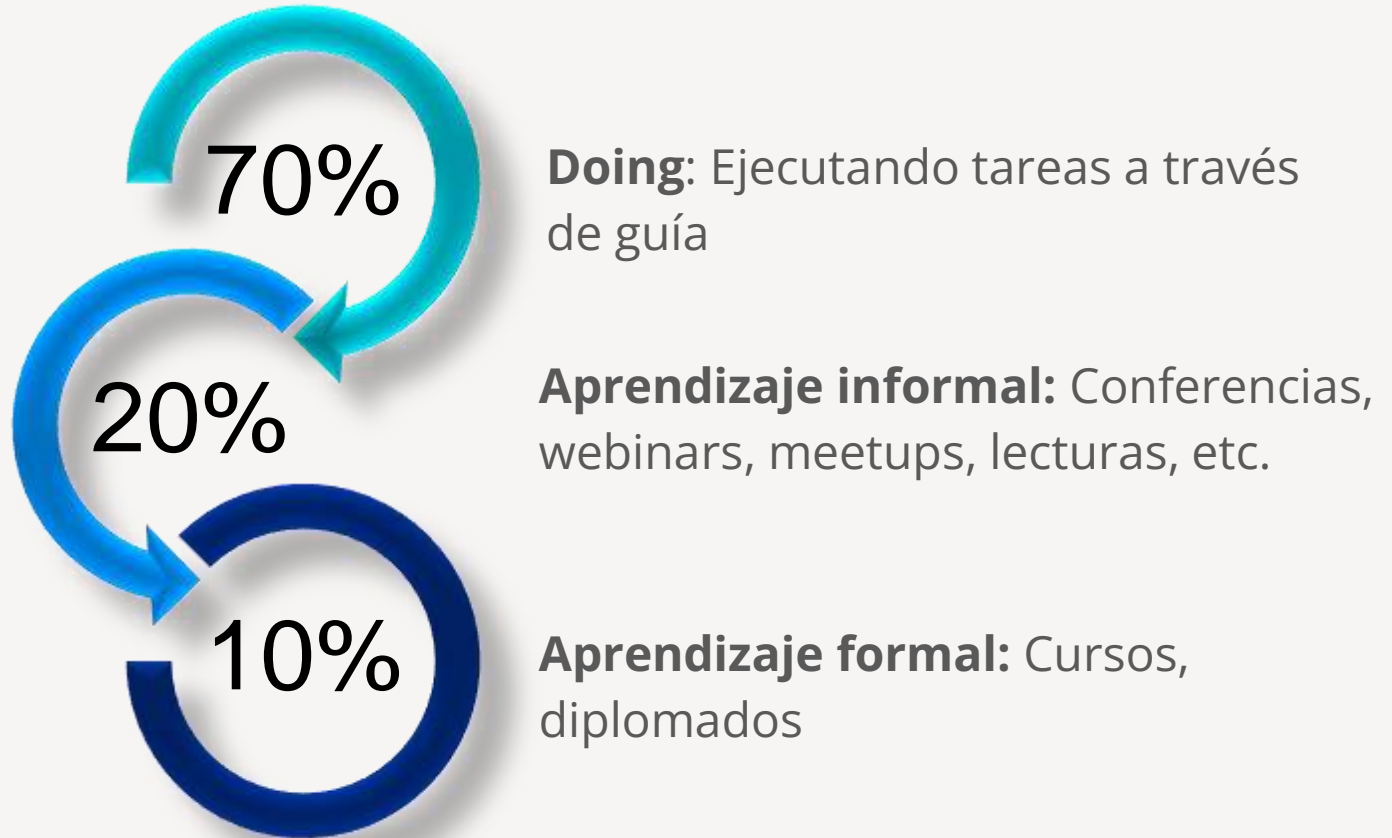 70%
Doing: Ejecutando tareas a través
de guía
20%
Aprendizaje informal: Conferencias,
webinars, meetups, lecturas, etc.
10%
Aprendizaje formal: Cursos,
diplomados